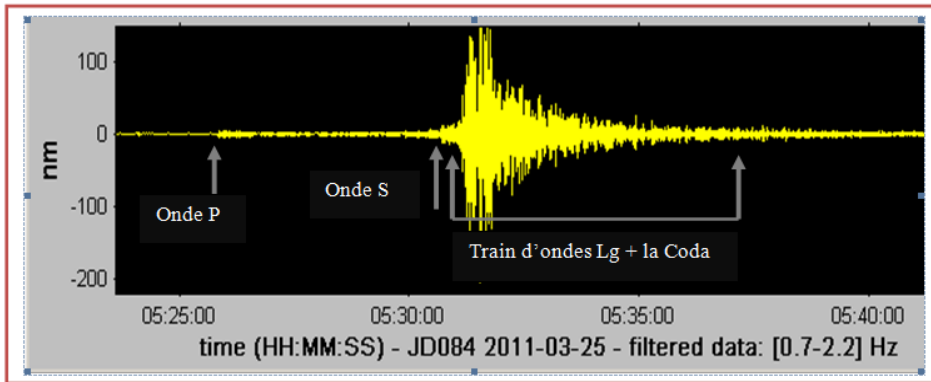 100
0
-100
-200
nm
Onde P
Onde S
Train d’ondes Lg + la Coda
05:25:00 05:30:00 05:35:00 05:40:00
time (HH:MM:SS) - JD084 2011-03-25 - filtered data: [0.7-2.2] Hz